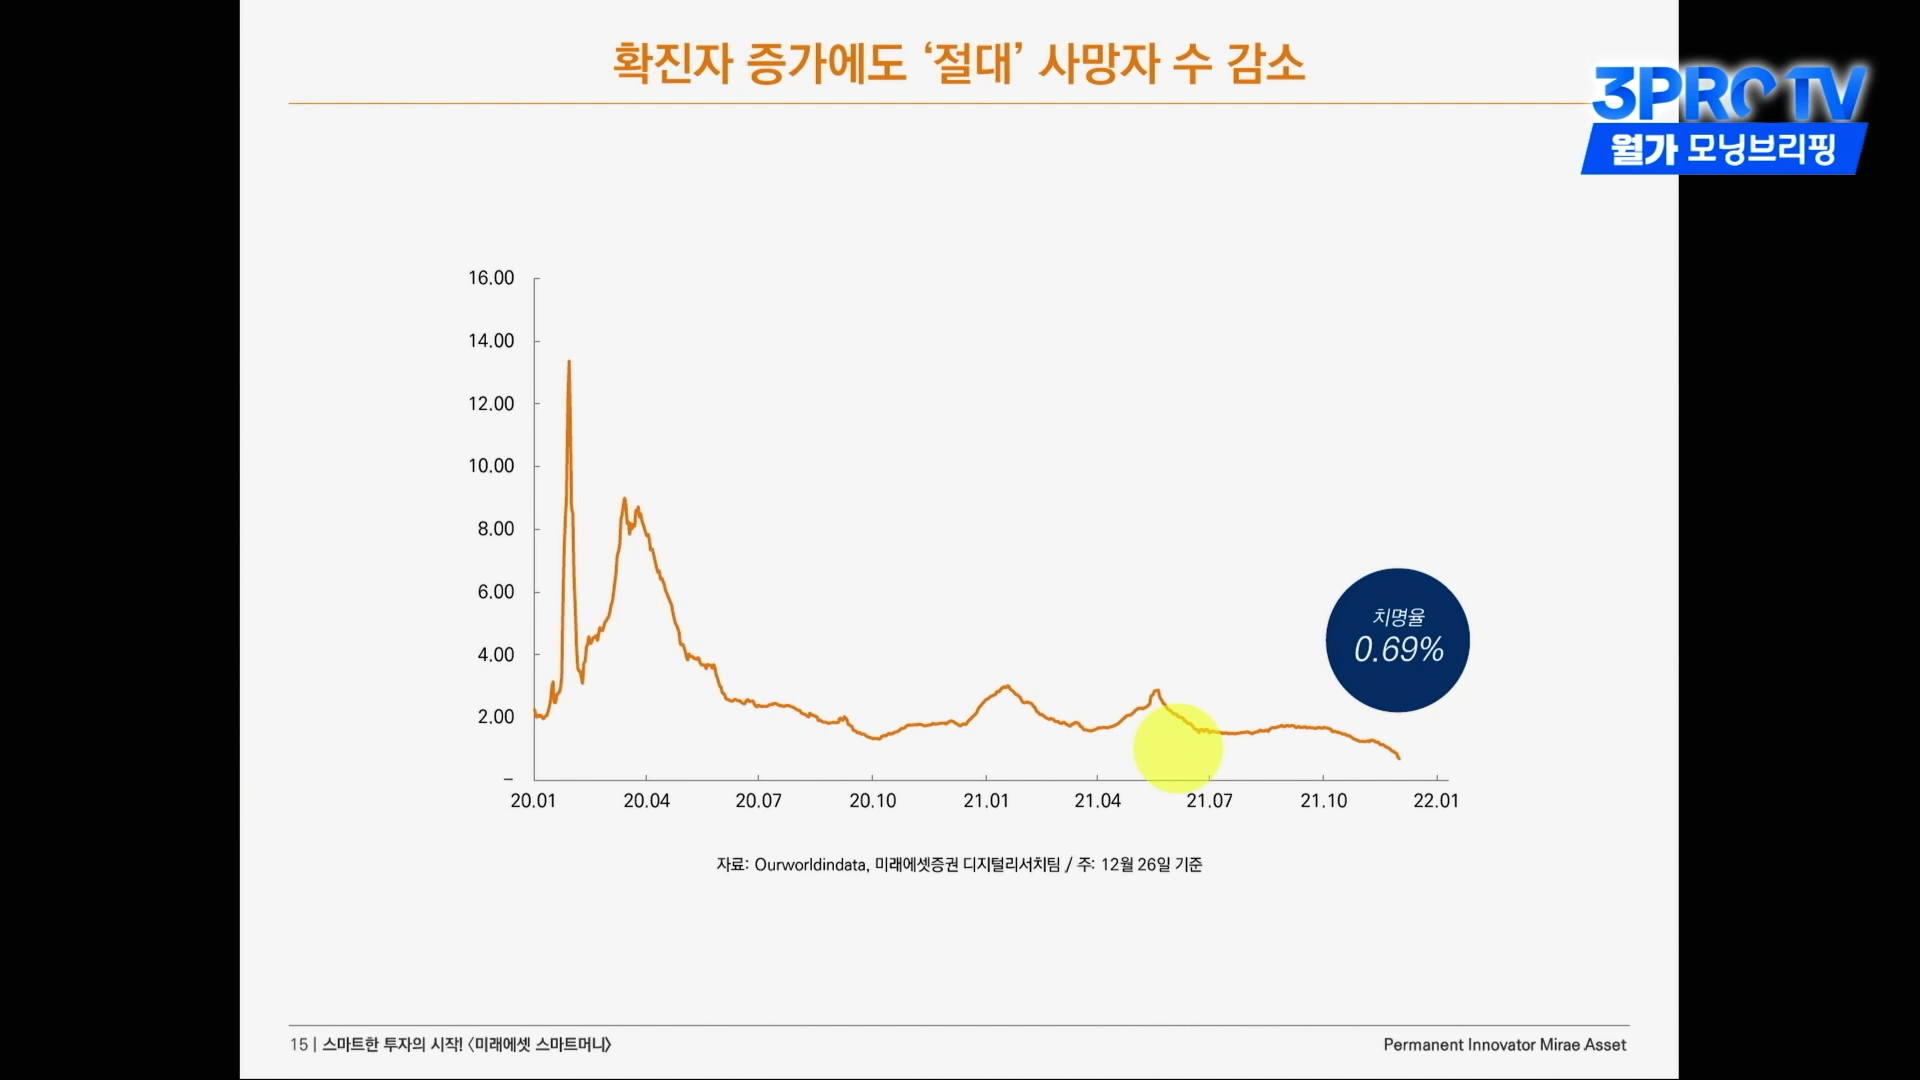 확진자 증가에도 ‘절대’ 사망자 수 감소
3PROTV
월가 모닝브리핑
16.00
14.00
12.00
10.00
8.00
6.00
4.00
2.00
–
치명율
0.69%
20.01 20.04 20.07 20.10 21.01 21.04 21.07 21.10 22.01
자료: Ourworldindata, 미래에셋증권 디지털리서치팀 / 주: 12월 26일 기준
15 | 스마트한 투자의 시작! <미래에셋 스마트머니> Permanent Innovator Mirae Asset